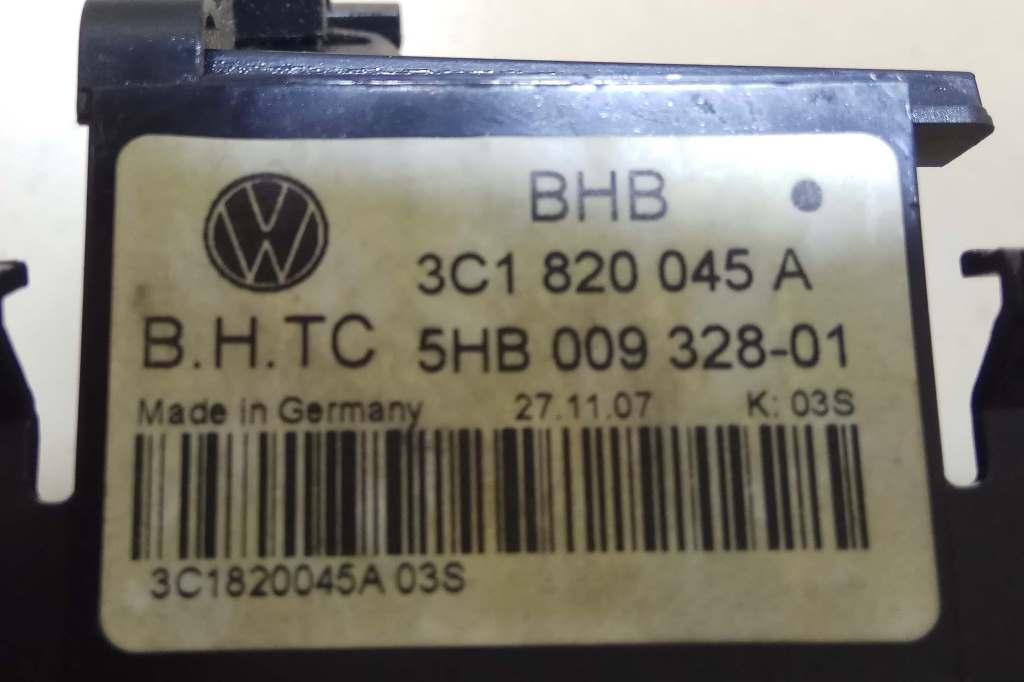 BHB
3C1 820 045 A
B.H.TC 5HB 009 328-01
Made in Germany 27.11.07 K: 03S
3C1820045A 03S